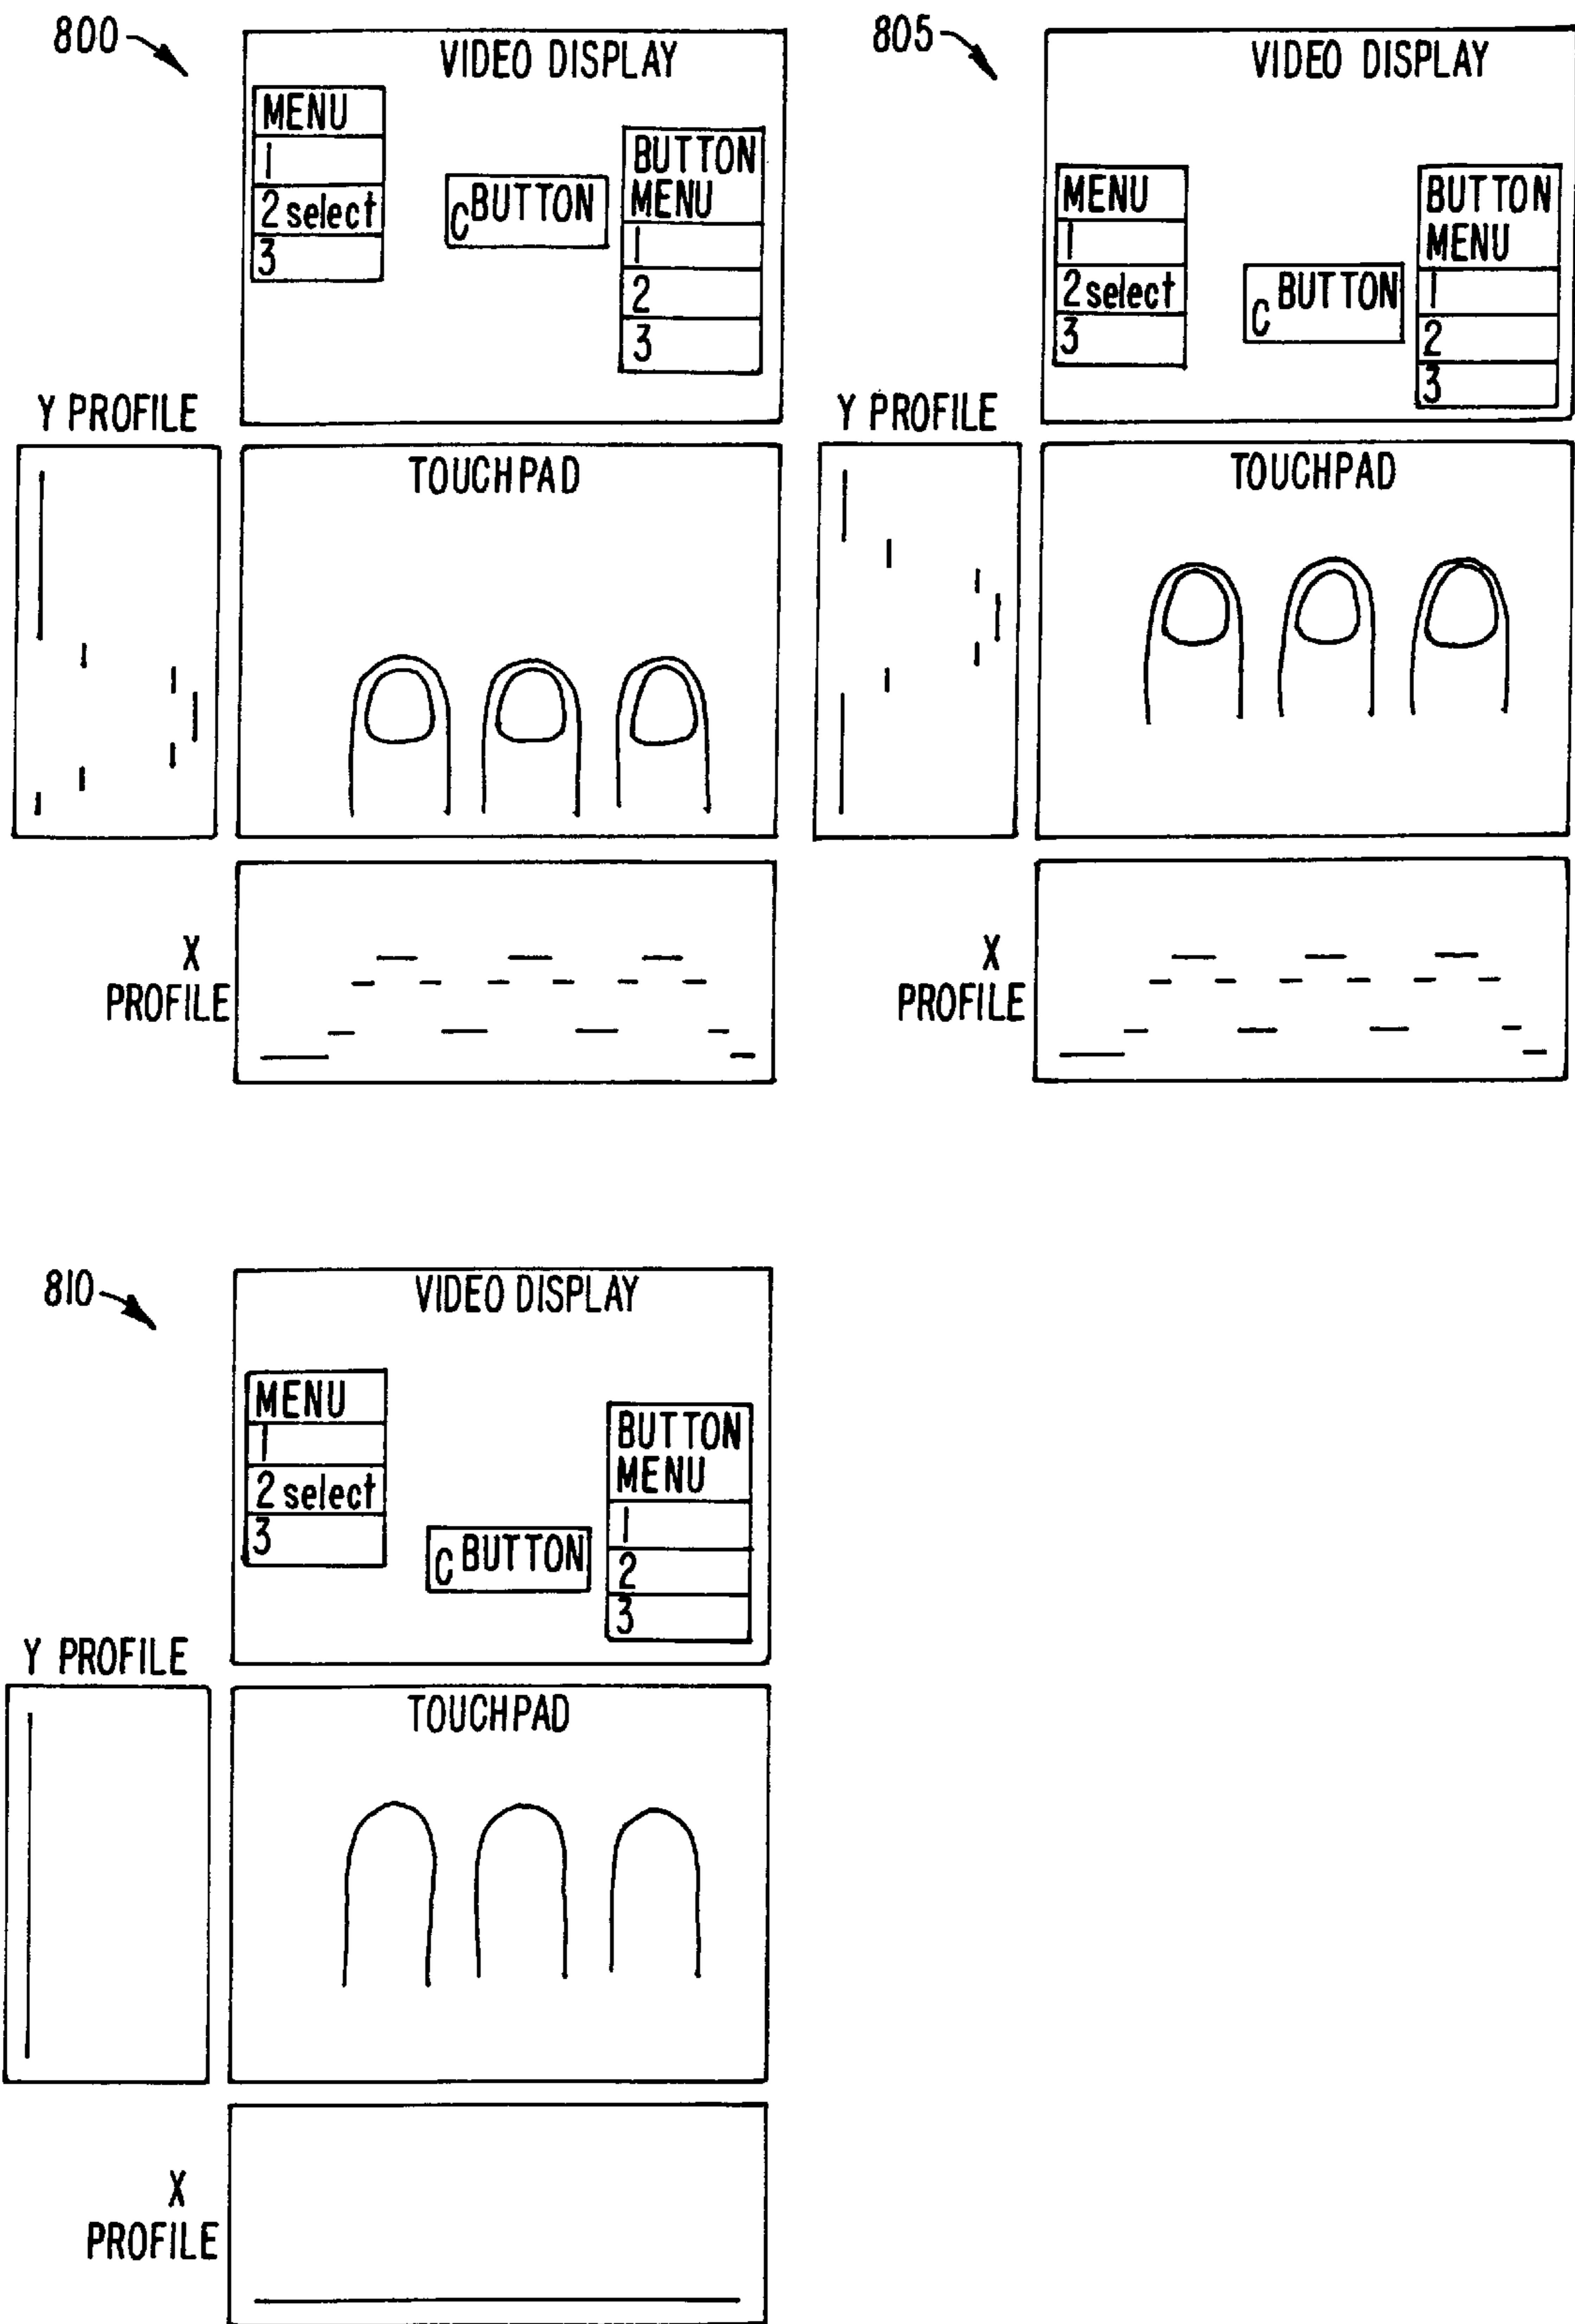 800
VIDEO DISPLAY
MENU
1
2 select
3
C BUTTON
BUTTON
MENU
1
2
3
Y PROFILE
TOUCHPAD
X
PROFILE
805
VIDEO DISPLAY
MENU
1
2 select
3
C BUTTON
BUTTON
MENU
1
2
3
Y PROFILE
TOUCHPAD
X
PROFILE
810
VIDEO DISPLAY
MENU
1
2 select
3
C BUTTON
BUTTON
MENU
1
2
3
Y PROFILE
TOUCHPAD
X
PROFILE